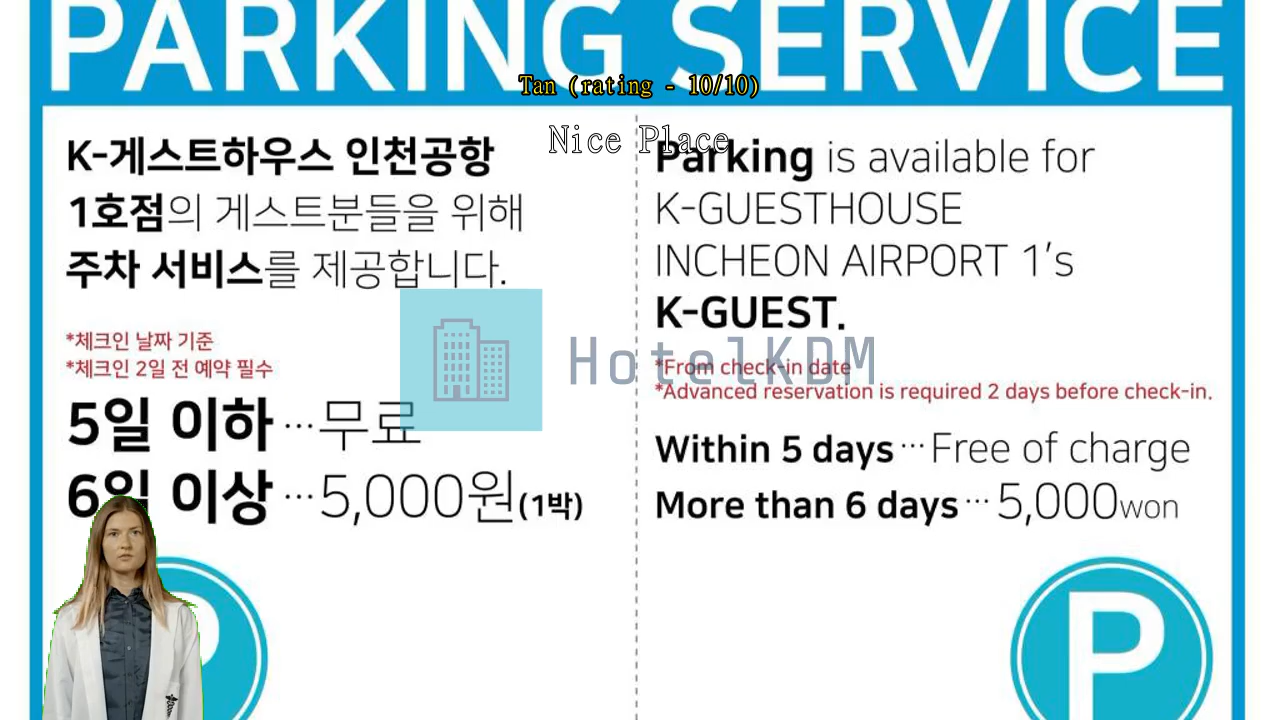 PARKING SERVICE
Tan (rating - 10/10)
Nice Place
K-게스트하우스 인천공항
1호점의 게스트분들을 위해
주차 서비스를 제공합니다.
*체크인 날짜 기준
*체크인 2일 전 예약 필수
5일 이하 ··· 무료
6일 이상 ··· 5,000원(1박)
Parking is available for
K-GUESTHOUSE
INCHEON AIRPORT 1’s
K-GUEST.
*From check-in date
*Advanced reservation is required 2 days before check-in.
Within 5 days ··· Free of charge
More than 6 days ··· 5,000won
HotelKDM
P
P